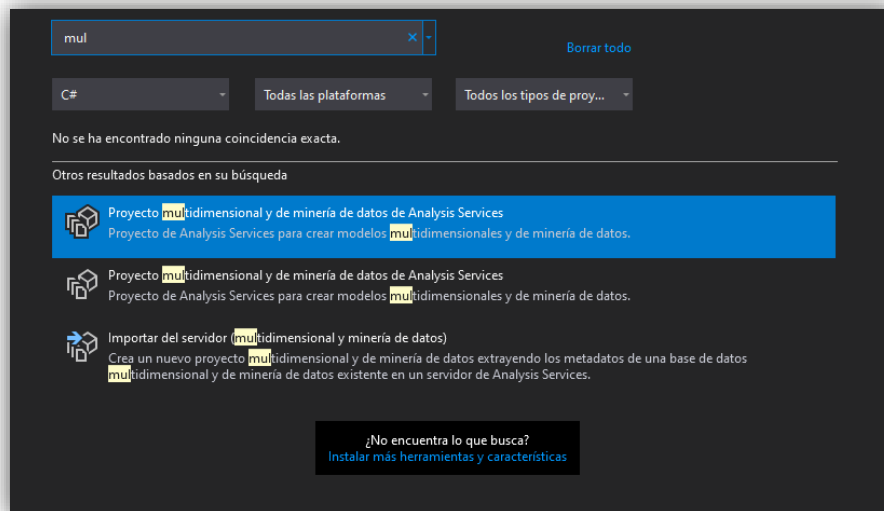 mul
Borrar todo
C#
Todas las plataformas
Todos los tipos de proy...
No se ha encontrado ninguna coincidencia exacta.
Otros resultados basados en su búsqueda
Proyecto multidimensional y de minería de datos de Analysis Services
Proyecto de Analysis Services para crear modelos multidimensionales y de minería de datos.
Proyecto multidimensional y de minería de datos de Analysis Services
Proyecto de Analysis Services para crear modelos multidimensionales y de minería de datos.
Importar del servidor (multidimensional y minería de datos)
Crea un nuevo proyecto multidimensional y de minería de datos extrayendo los metadatos de una base de datos
multidimensional y de minería de datos existente en un servidor de Analysis Services.
¿No encuentra lo que busca?
Instalar más herramientas y características